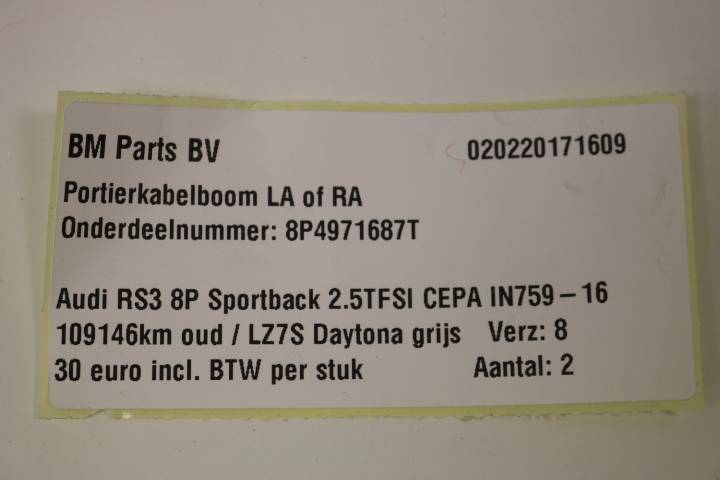 BM Parts BV 020220171609
Portierkabelboom LA of RA
Onderdeelnummer: 8P4971687T
Audi RS3 8P Sportback 2.5TFSI CEPA IN759 – 16
109146km oud / LZ7S Daytona grijs Verz: 8
30 euro incl. BTW per stuk Aantal: 2